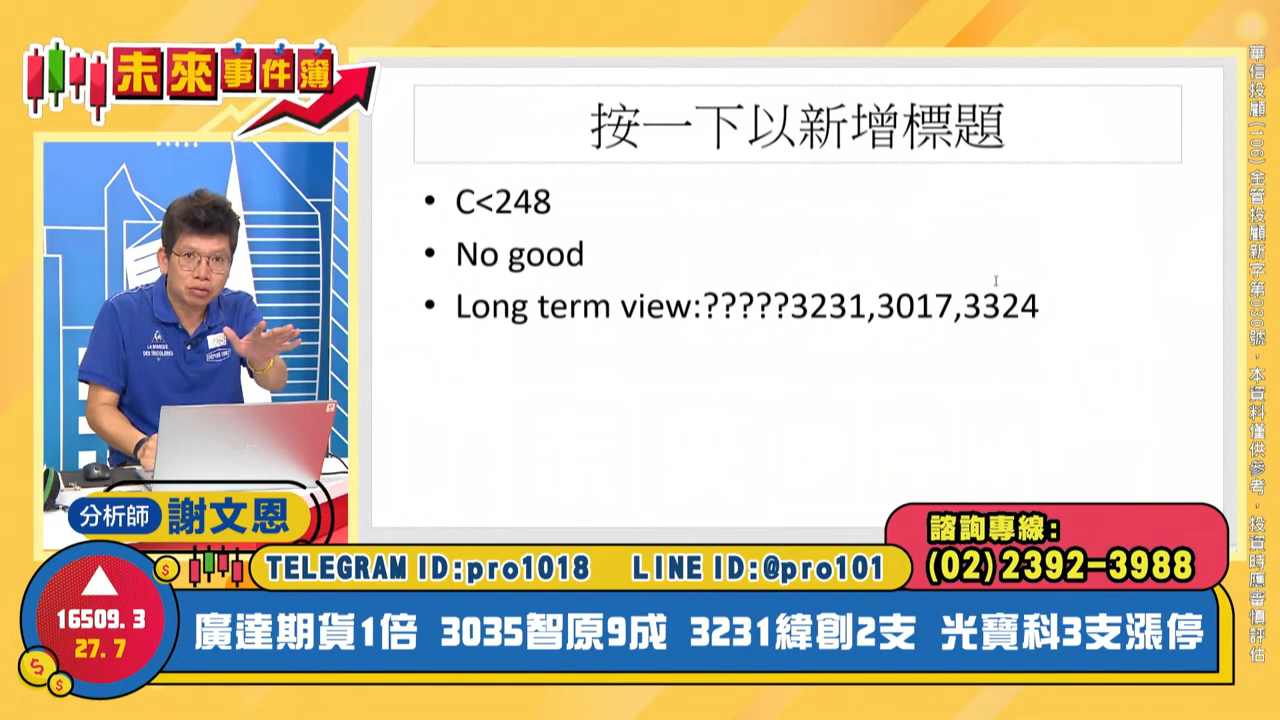 未來事件簿
按一下以新增標題
• C<248
• No good
• Long term view:?????3231,3017,3324
LA MARQUE
DES TRICOLORES
分析師 謝文恩
諮詢專線:
(02)2392-3988
TELEGRAM ID:pro1018 LINE ID:@pro101
16509.3
27.7
廣達期貨1倍 3035智原9成 3231緯創2支 光寶科3支漲停
華信投顧(106)金管投顧新字第030號，本資料僅供參考，投資時應審慎評估